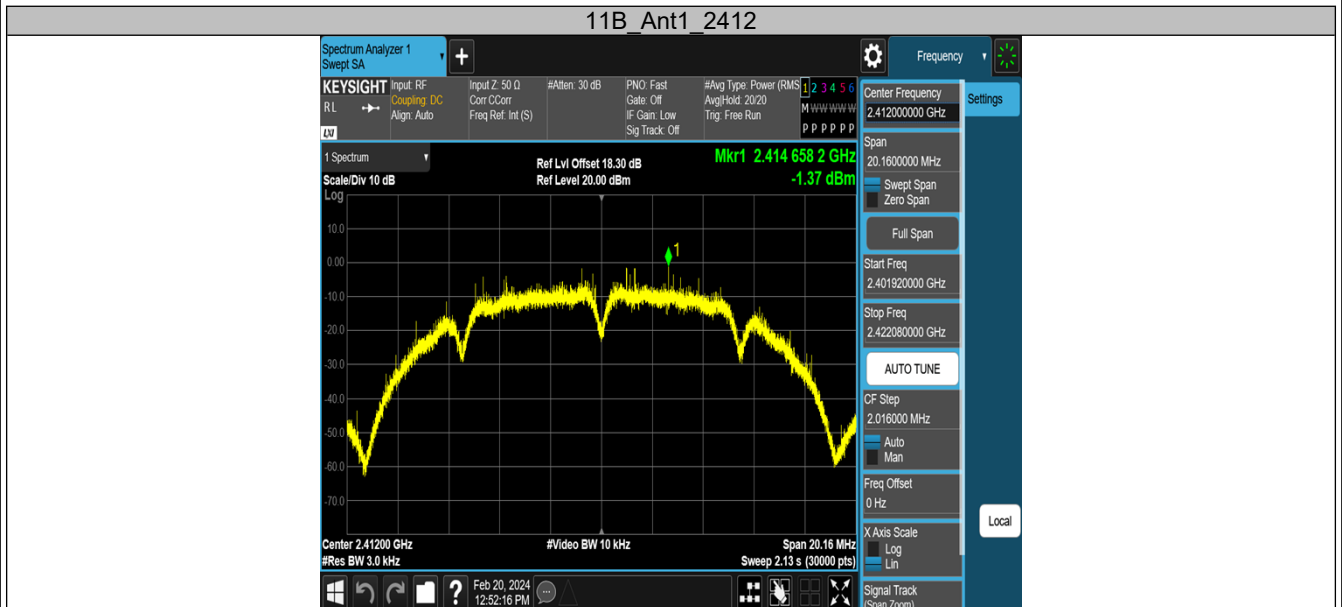 11B_Ant1_2412
Spectrum Analyzer 1
Swept SA
+
Frequency
KEYSIGHT
RL
LXI
Input: RF
Coupling: DC
Align: Auto
Input Z: 50 Ω
Corr CCorr
Freq Ref: Int (S)
#Atten: 30 dB
PNO: Fast
Gate: Off
IF Gain: Low
Sig Track: Off
#Avg Type: Power (RMS
Avg|Hold: 20/20
Trig: Free Run
1 2 3 4 5 6
M W W W W W
P P P P P P
1 Spectrum
Scale/Div 10 dB
Log
Ref Lvl Offset 18.30 dB
Ref Level 20.00 dBm
Mkr1 2.414 658 2 GHz
-1.37 dBm
1
10.0
0.00
-10.0
-20.0
-30.0
-40.0
-50.0
-60.0
-70.0
Center 2.41200 GHz
#Res BW 3.0 kHz
#Video BW 10 kHz
Span 20.16 MHz
Sweep 2.13 s (30000 pts)
?
Feb 20, 2024
12:52:16 PM
Center Frequency
2.412000000 GHz
Span
20.1600000 MHz
Swept Span
Zero Span
Full Span
Start Freq
2.401920000 GHz
Stop Freq
2.422080000 GHz
AUTO TUNE
CF Step
2.016000 MHz
Auto
Man
Freq Offset
0 Hz
X Axis Scale
Log
Lin
Signal Track
(Span Zoom)
Settings
Local